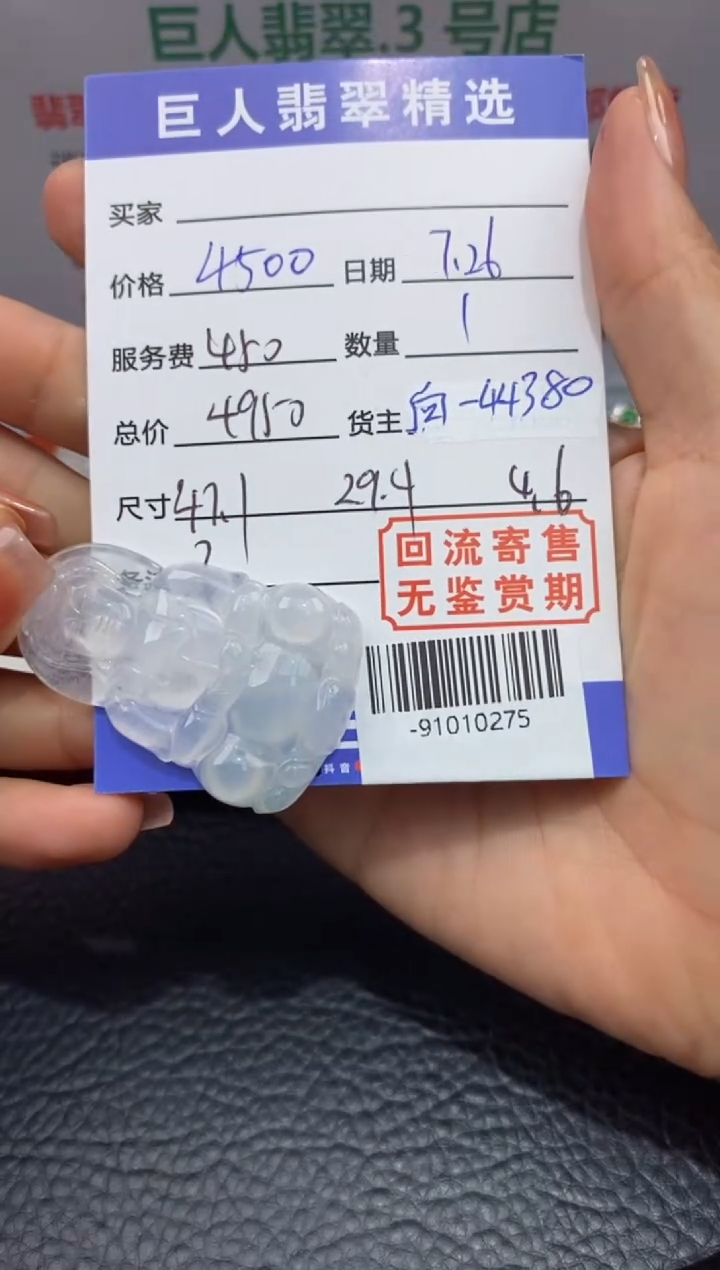 巨人翡翠.3 号店
巨人翡翠精选
买家
价格 4500 日期 7.26
服务费 450 数量 1
总价 4950 货主 -44380
尺寸 47.1 29.4 4.6
回流寄售
无鉴赏期
-91010275
抖音